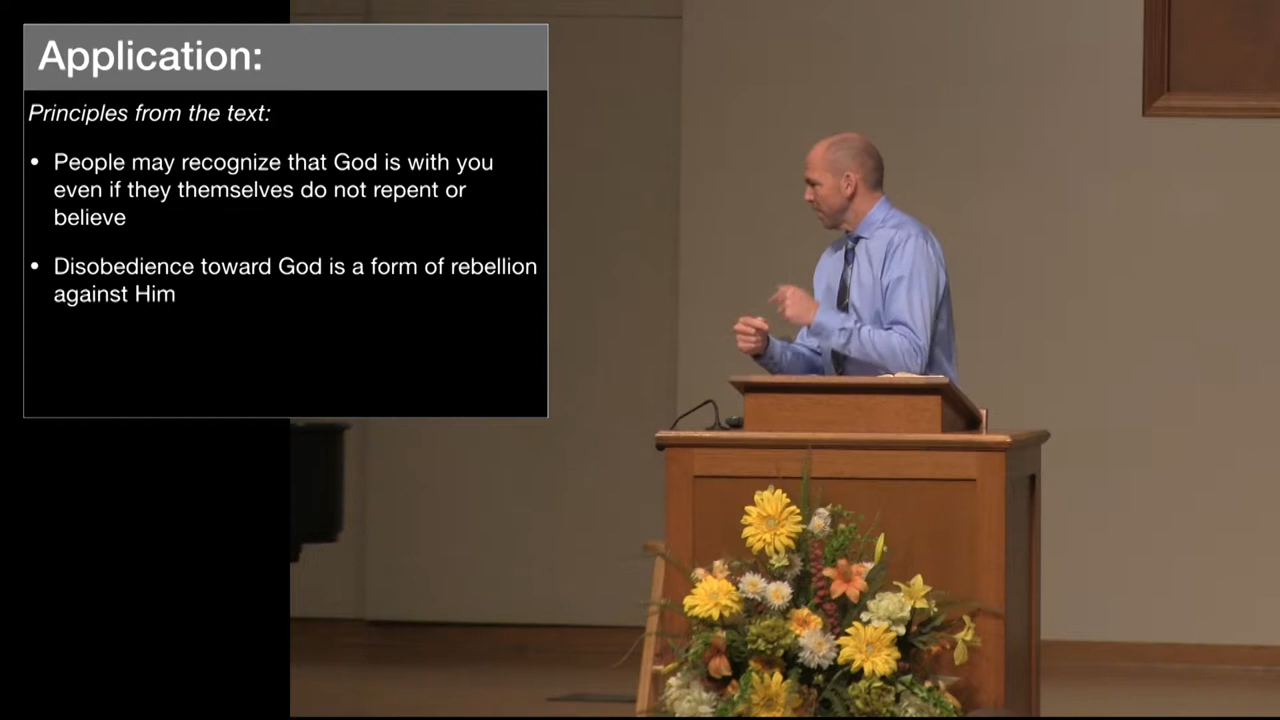 Application:
Principles from the text:
• People may recognize that God is with you
even if they themselves do not repent or
believe
• Disobedience toward God is a form of rebellion
against Him